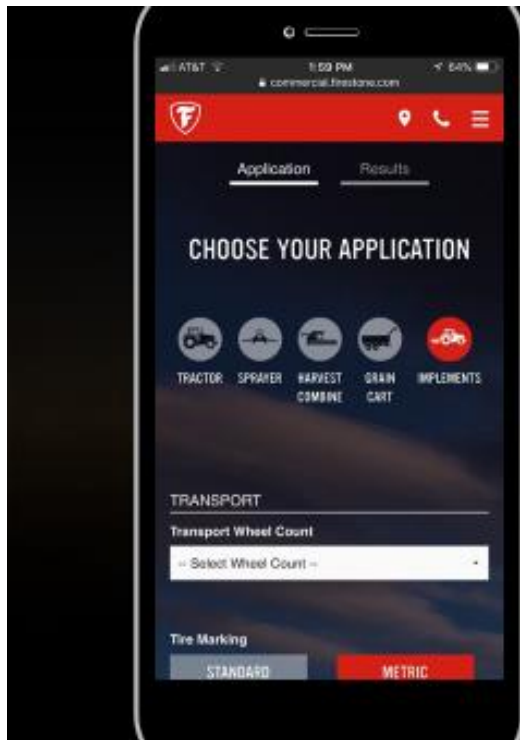 AT&T 1:59 PM 64%
commercial.firestone.com
Application Results
CHOOSE YOUR APPLICATION
TRACTOR SPRAYER HARVEST COMBINE GRAIN CART IMPLEMENTS
TRANSPORT
Transport Wheel Count
-- Select Wheel Count --
Tire Marking
STANDARD METRIC